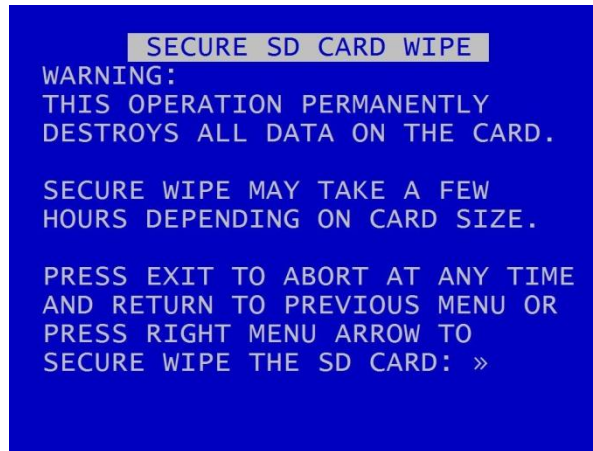 SECURE SD CARD WIPE
WARNING:
THIS OPERATION PERMANENTLY
DESTROYS ALL DATA ON THE CARD.
SECURE WIPE MAY TAKE A FEW
HOURS DEPENDING ON CARD SIZE.
PRESS EXIT TO ABORT AT ANY TIME
AND RETURN TO PREVIOUS MENU OR
PRESS RIGHT MENU ARROW TO
SECURE WIPE THE SD CARD: »